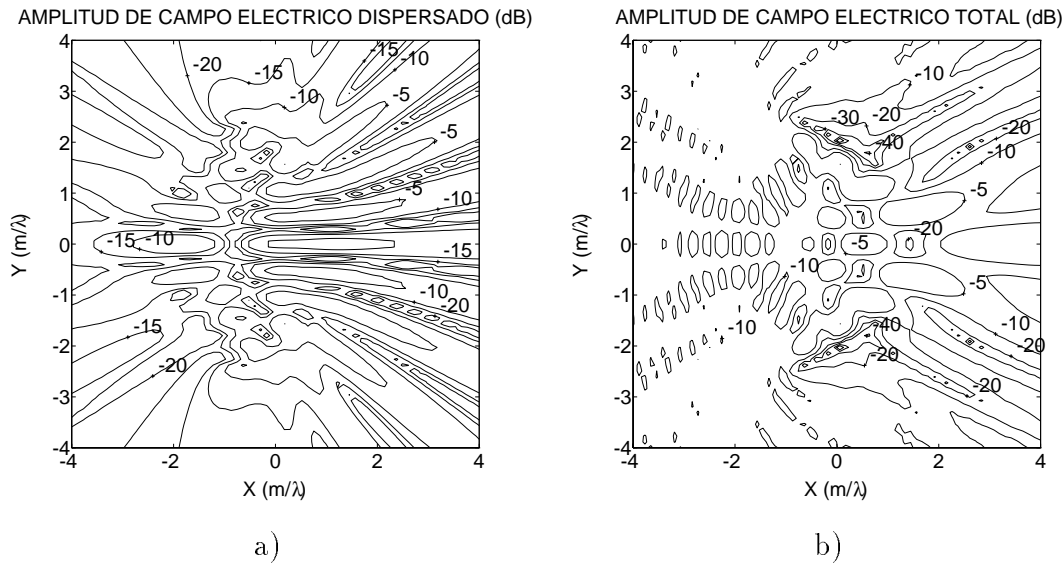 AMPLITUD DE CAMPO ELECTRICO DISPERSADO (dB)
4
3
2
1
0
-1
-2
-3
-4
-4 -2 0 2 4
Y (m/λ)
X (m/λ)
-20 -15 -15
-10 -10
-5
-5
-5
-10
-15 -10 -15
-10
-20
-15
-20
a)
AMPLITUD DE CAMPO ELECTRICO TOTAL (dB)
4
3
2
1
0
-1
-2
-3
-4
-4 -2 0 2 4
Y (m/λ)
X (m/λ)
-10
-30 -20
-40 -20
-10
-5
-20
-5
-10
-5
-10 -40 -10
-20 -20
-20
b)